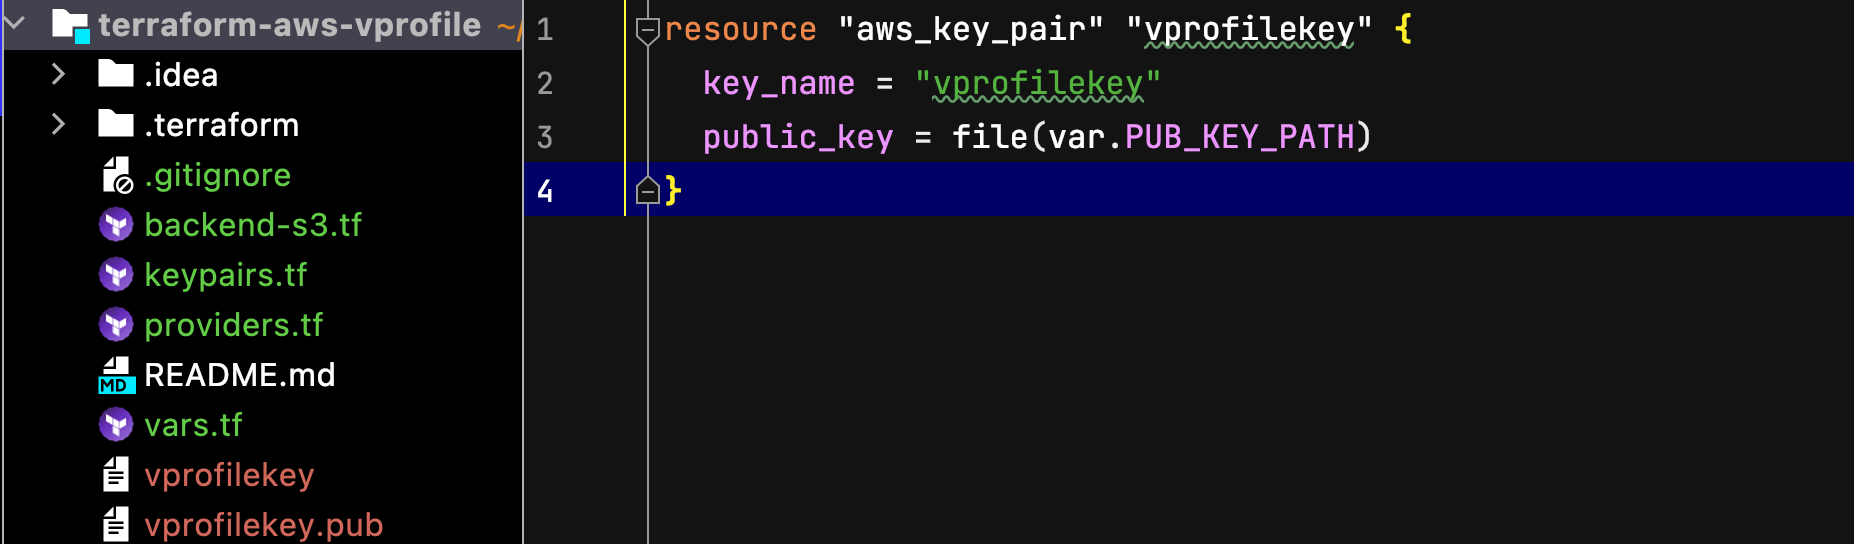 terraform-aws-vprofile ~/
.idea
.terraform
.gitignore
backend-s3.tf
keypairs.tf
providers.tf
MD README.md
vars.tf
vprofilekey
vprofilekey.pub
1 resource "aws_key_pair" "vprofilekey" {
2 key_name = "vprofilekey"
3 public_key = file(var.PUB_KEY_PATH)
4 }